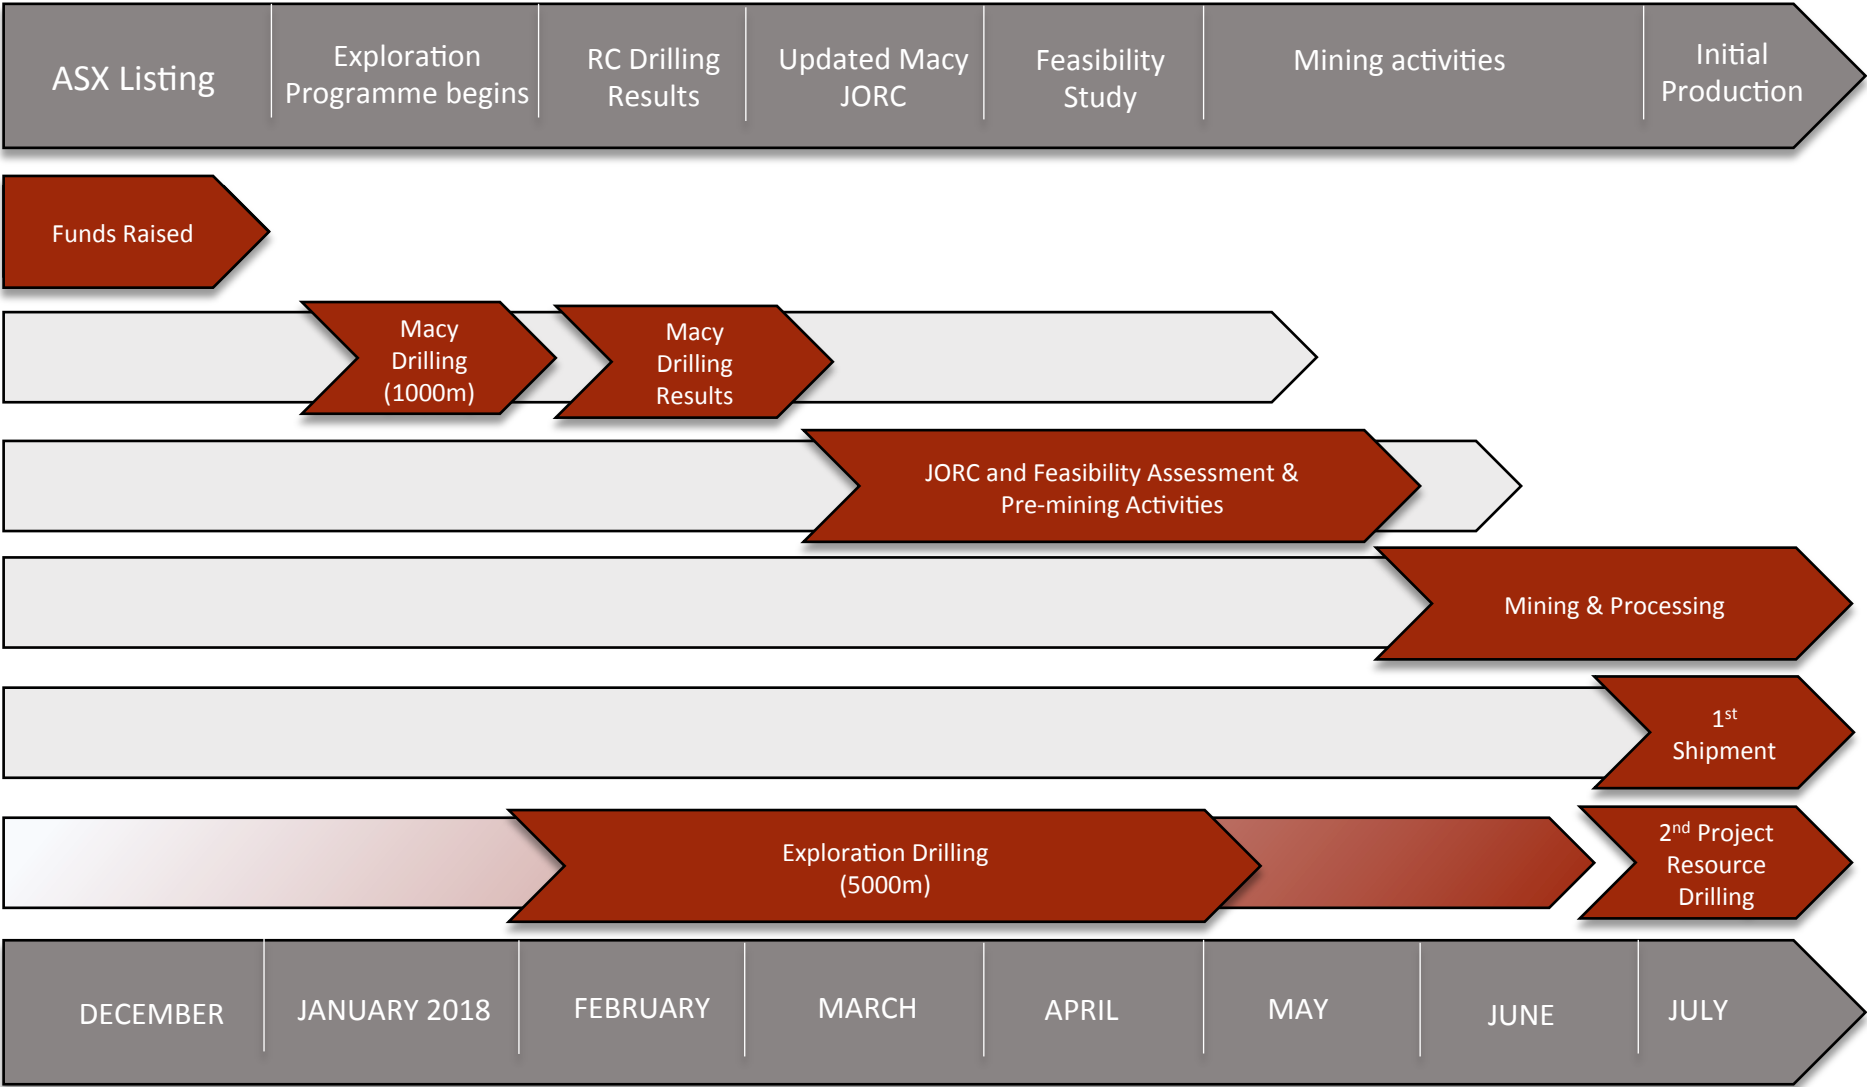 ASX Listing
Exploration
Programme begins
RC Drilling
Results
Updated Macy
JORC
Feasibility
Study
Mining activities
Initial
Production
Funds Raised
Macy
Drilling
(1000m)
Macy
Drilling
Results
JORC and Feasibility Assessment &
Pre-mining Activities
Mining & Processing
1st
Shipment
Exploration Drilling
(5000m)
2nd Project
Resource
Drilling
DECEMBER
JANUARY 2018
FEBRUARY
MARCH
APRIL
MAY
JUNE
JULY